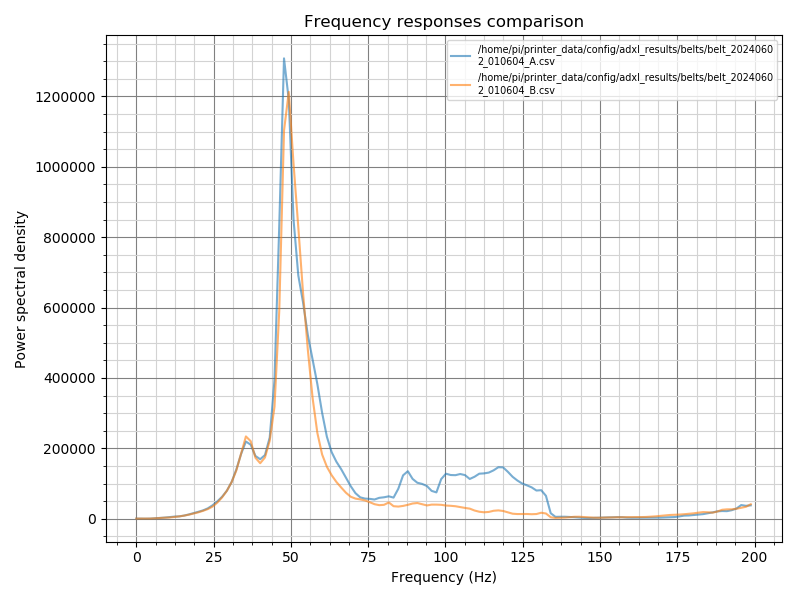 Frequency responses comparison
/home/pi/printer_data/config/adxl_results/belts/belt_2024060
2_010604_A.csv
/home/pi/printer_data/config/adxl_results/belts/belt_2024060
2_010604_B.csv
Power spectral density
1200000
1000000
800000
600000
400000
200000
0
0 25 50 75 100 125 150 175 200
Frequency (Hz)